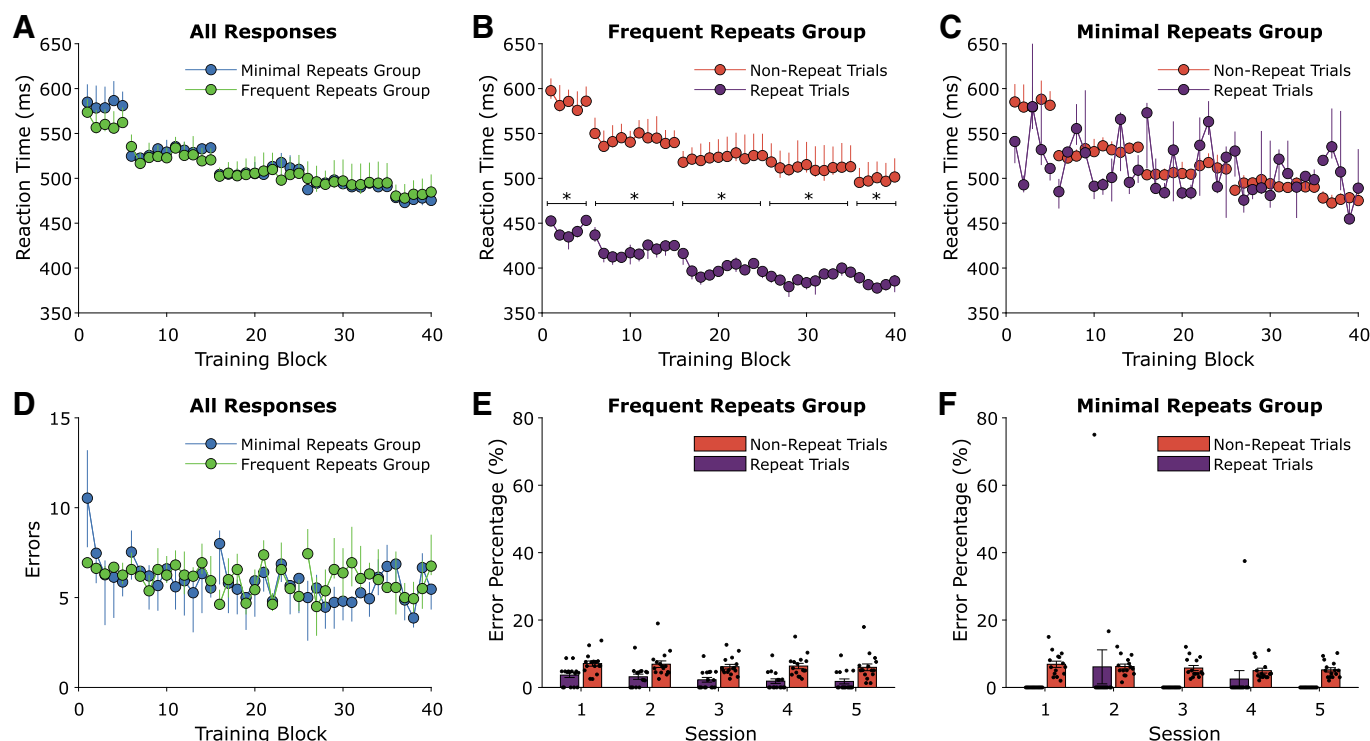 A
All Responses
Minimal Repeats Group
Frequent Repeats Group
Reaction Time (ms)
650
600
550
500
450
400
350
0
10
20
30
40
Training Block
B
Frequent Repeats Group
Non-Repeat Trials
Repeat Trials
Reaction Time (ms)
650
600
550
500
450
400
350
* * * * *
0
10
20
30
40
Training Block
C
Minimal Repeats Group
Non-Repeat Trials
Repeat Trials
Reaction Time (ms)
650
600
550
500
450
400
350
0
10
20
30
40
Training Block
D
All Responses
Minimal Repeats Group
Frequent Repeats Group
Errors
15
10
5
0
0
10
20
30
40
Training Block
E
Frequent Repeats Group
Non-Repeat Trials
Repeat Trials
Error Percentage (%)
80
60
40
20
0
1
2
3
4
5
Session
F
Minimal Repeats Group
Non-Repeat Trials
Repeat Trials
Error Percentage (%)
80
60
40
20
0
1
2
3
4
5
Session